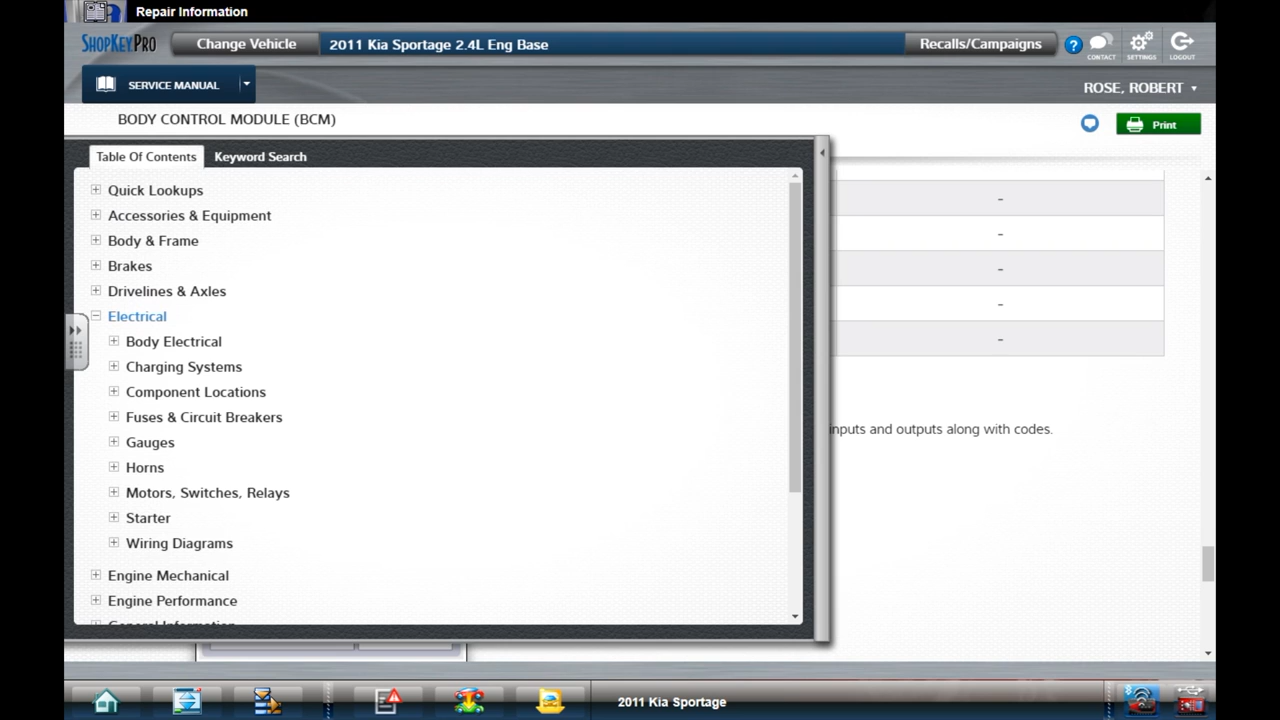 Repair Information
ShopKeyPro
Change Vehicle
2011 Kia Sportage 2.4L Eng Base
Recalls/Campaigns
?
CONTACT
SETTINGS
LOGOUT
SERVICE MANUAL
ROSE, ROBERT
BODY CONTROL MODULE (BCM)
Print
Table Of Contents
Keyword Search
Quick Lookups
Accessories & Equipment
Body & Frame
Brakes
Drivelines & Axles
Electrical
Body Electrical
Charging Systems
Component Locations
Fuses & Circuit Breakers
Gauges
Horns
Motors, Switches, Relays
Starter
Wiring Diagrams
Engine Mechanical
Engine Performance
General Information
-
-
-
-
-
inputs and outputs along with codes.
2011 Kia Sportage